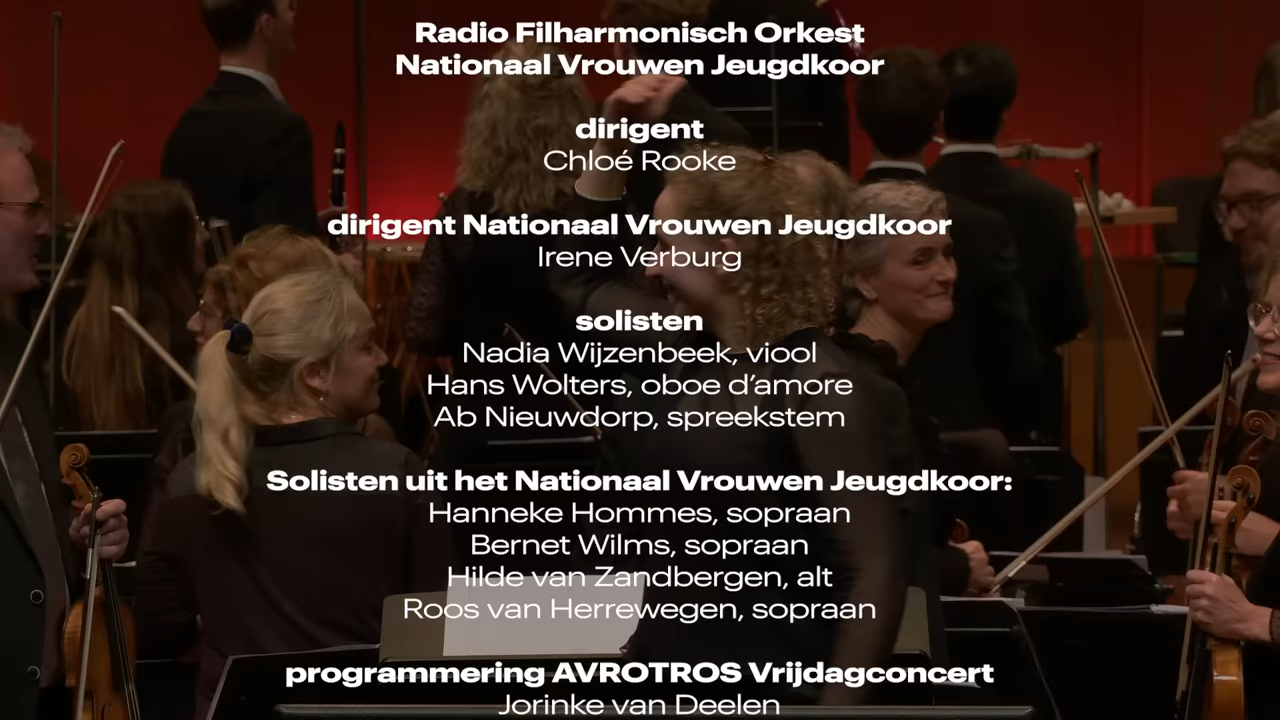 Radio Filharmonisch Orkest
Nationaal Vrouwen Jeugdkoor
dirigent
Chloé Rooke
dirigent Nationaal Vrouwen Jeugdkoor
Irene Verburg
solisten
Nadia Wijzenbeek, viool
Hans Wolters, oboe d’amore
Ab Nieuwdorp, spreekstem
Solisten uit het Nationaal Vrouwen Jeugdkoor:
Hanneke Hommes, sopraan
Bernet Wilms, sopraan
Hilde van Zandbergen, alt
Roos van Herrewegen, sopraan
programmering AVROTROS Vrijdagconcert
Jorinke van Deelen